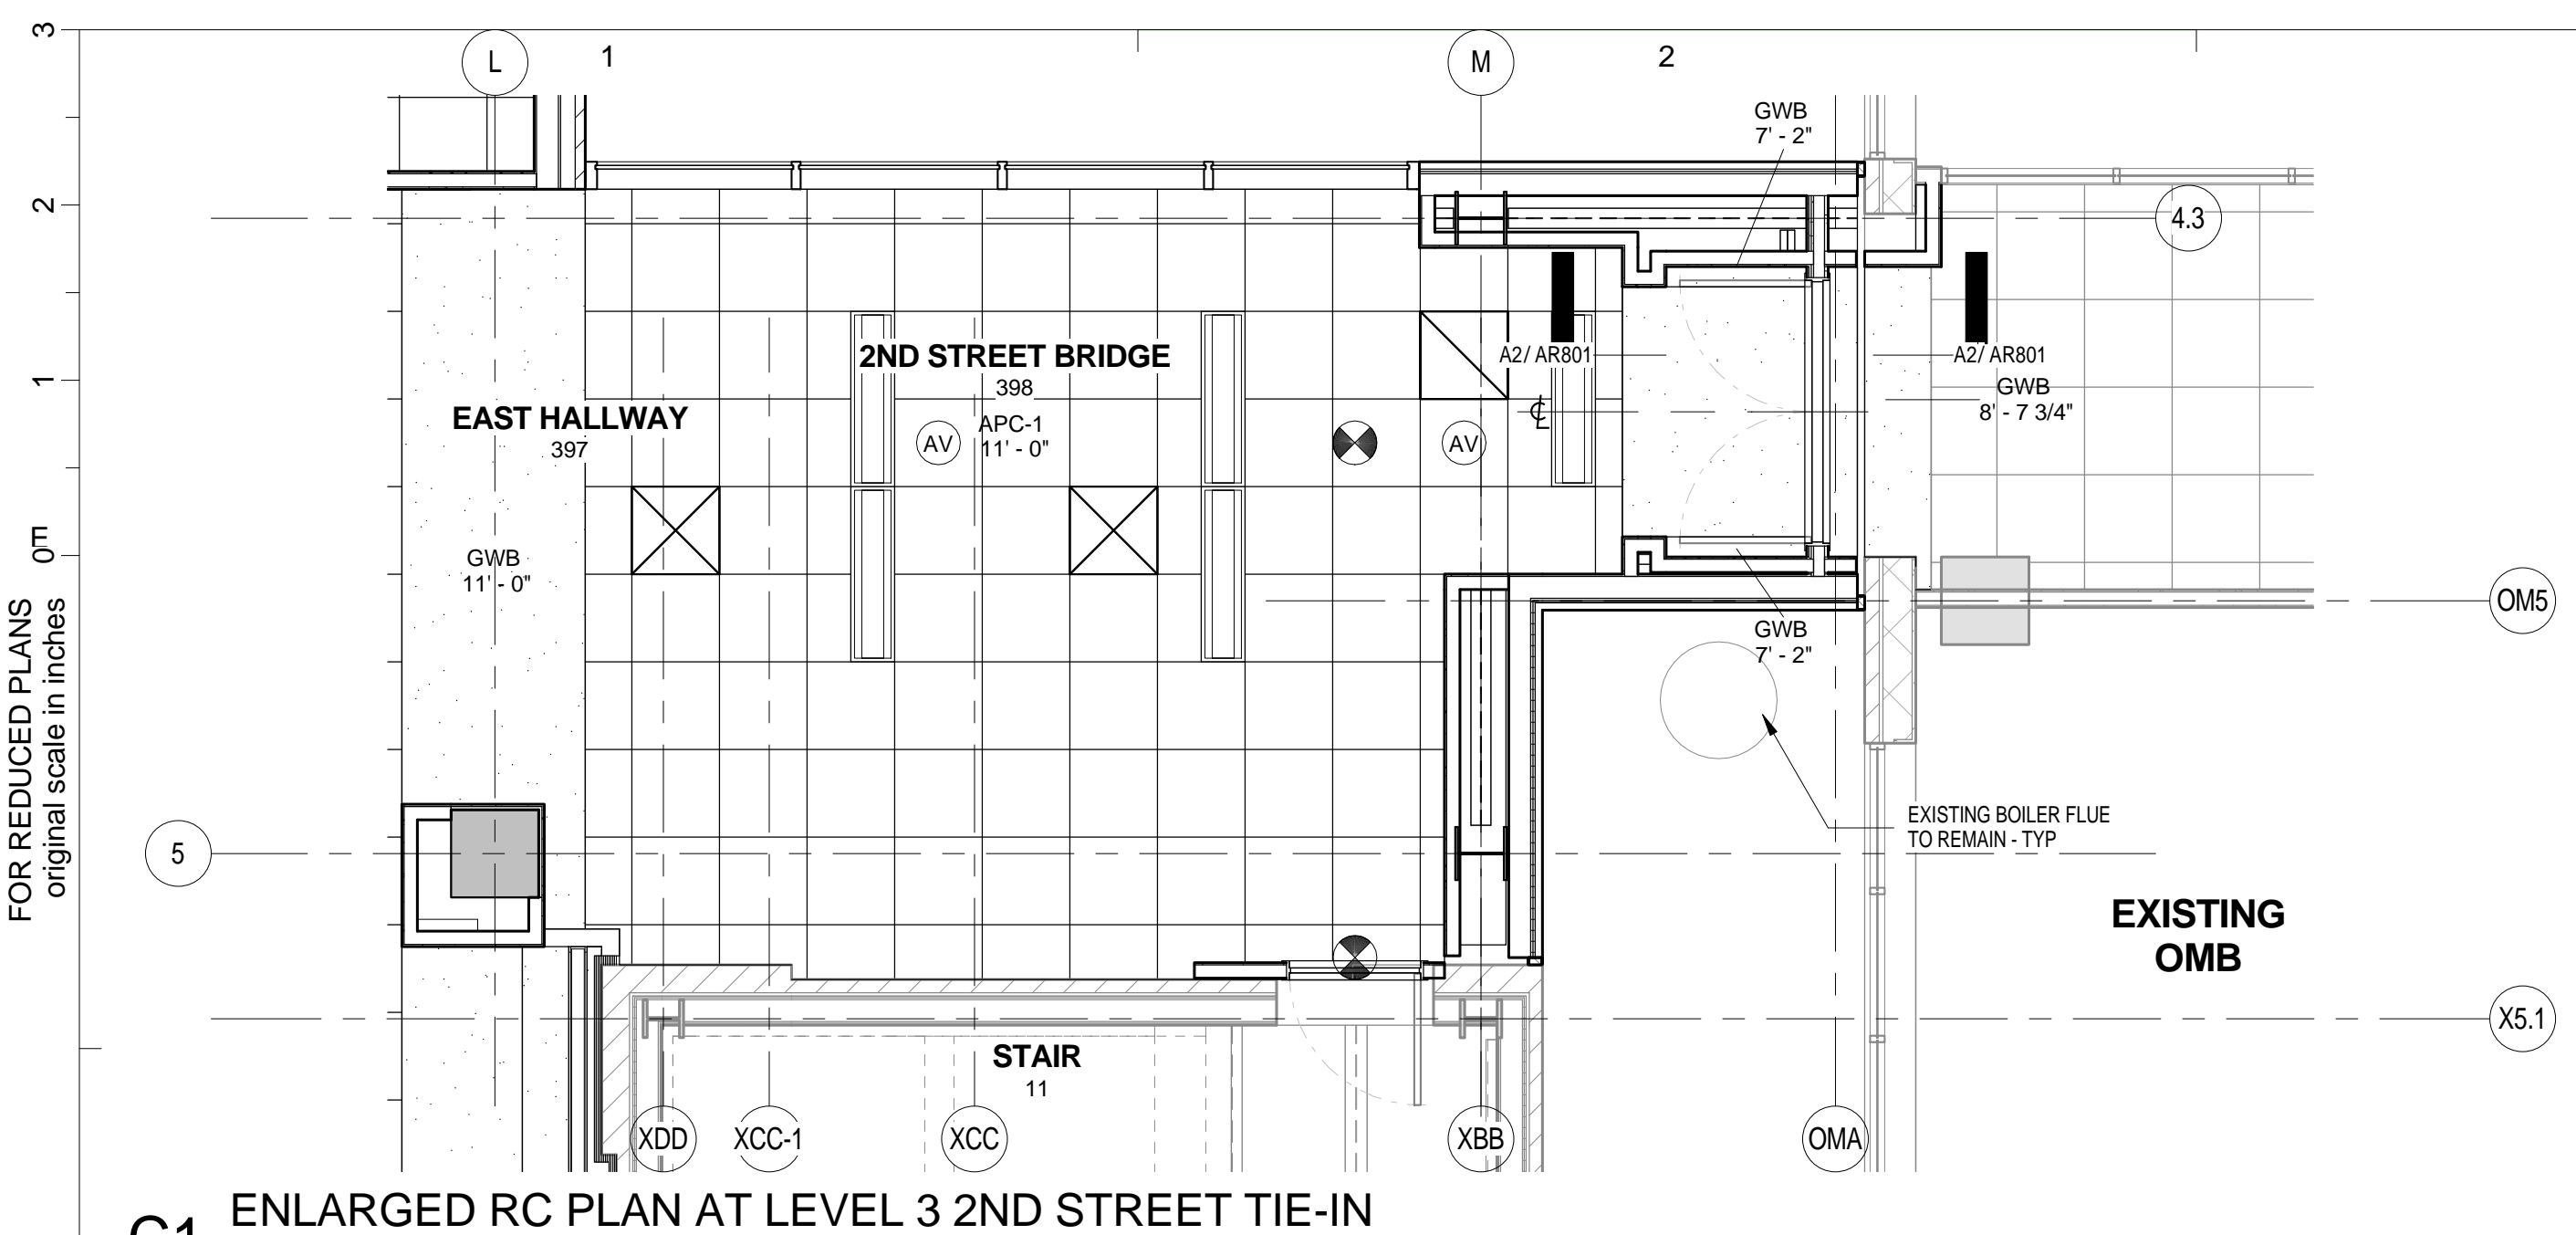 3
L
1
M
2
GWB
7' - 2"
2
4.3
1
2ND STREET BRIDGE
398
A2/ AR801
A2/ AR801
GWB
8' - 7 3/4"
EAST HALLWAY
397
AV
APC-1
11' - 0"
AV
℄
E
0
GWB
11' - 0"
OM5
GWB
7' - 2"
FOR REDUCED PLANS
original scale in inches
5
EXISTING BOILER FLUE
TO REMAIN - TYP
EXISTING
OMB
X5.1
STAIR
11
XDD
XCC-1
XCC
XBB
OMA
ENLARGED RC PLAN AT LEVEL 3 2ND STREET TIE-IN